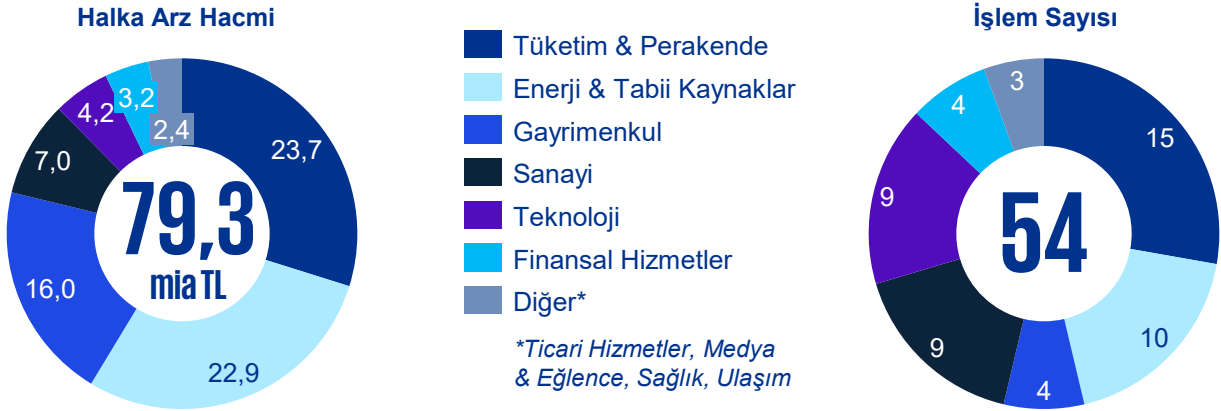 Halka Arz Hacmi
23,7
22,9
16,0
7,0
4,2
3,2
2,4
79,3
mia TL
Tüketim & Perakende
Enerji & Tabii Kaynaklar
Gayrimenkul
Sanayi
Teknoloji
Finansal Hizmetler
Diğer*
*Ticari Hizmetler, Medya
& Eğlence, Sağlık, Ulaşım
İşlem Sayısı
15
10
4
9
9
4
3
54